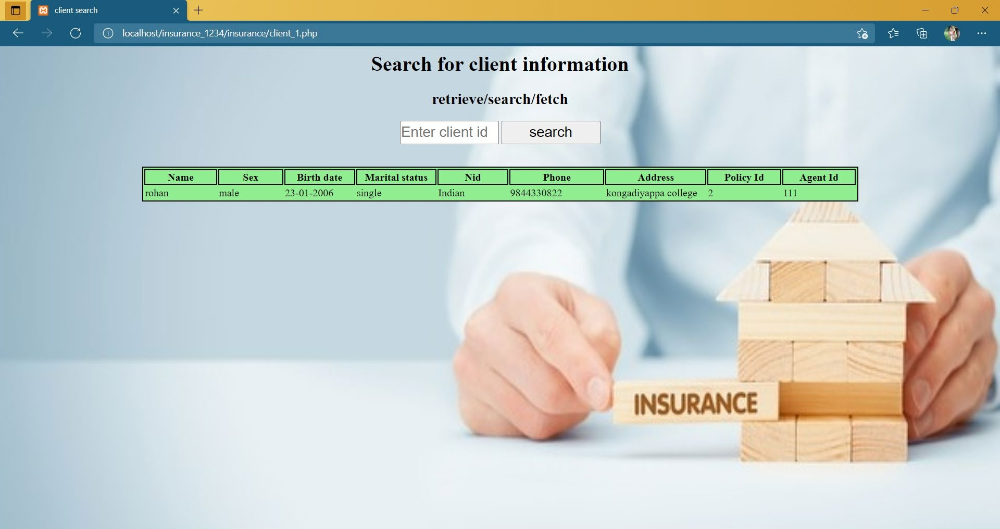 client search
localhost/insurance_1234/insurance/client_1.php
Search for client information
retrieve/search/fetch
Enter client id search
Name Sex Birth date Marital status Nid Phone Address Policy Id Agent Id
rohan male 23-01-2006 single Indian 9844330822 kongadiyappa college 2 111
INSURANCE